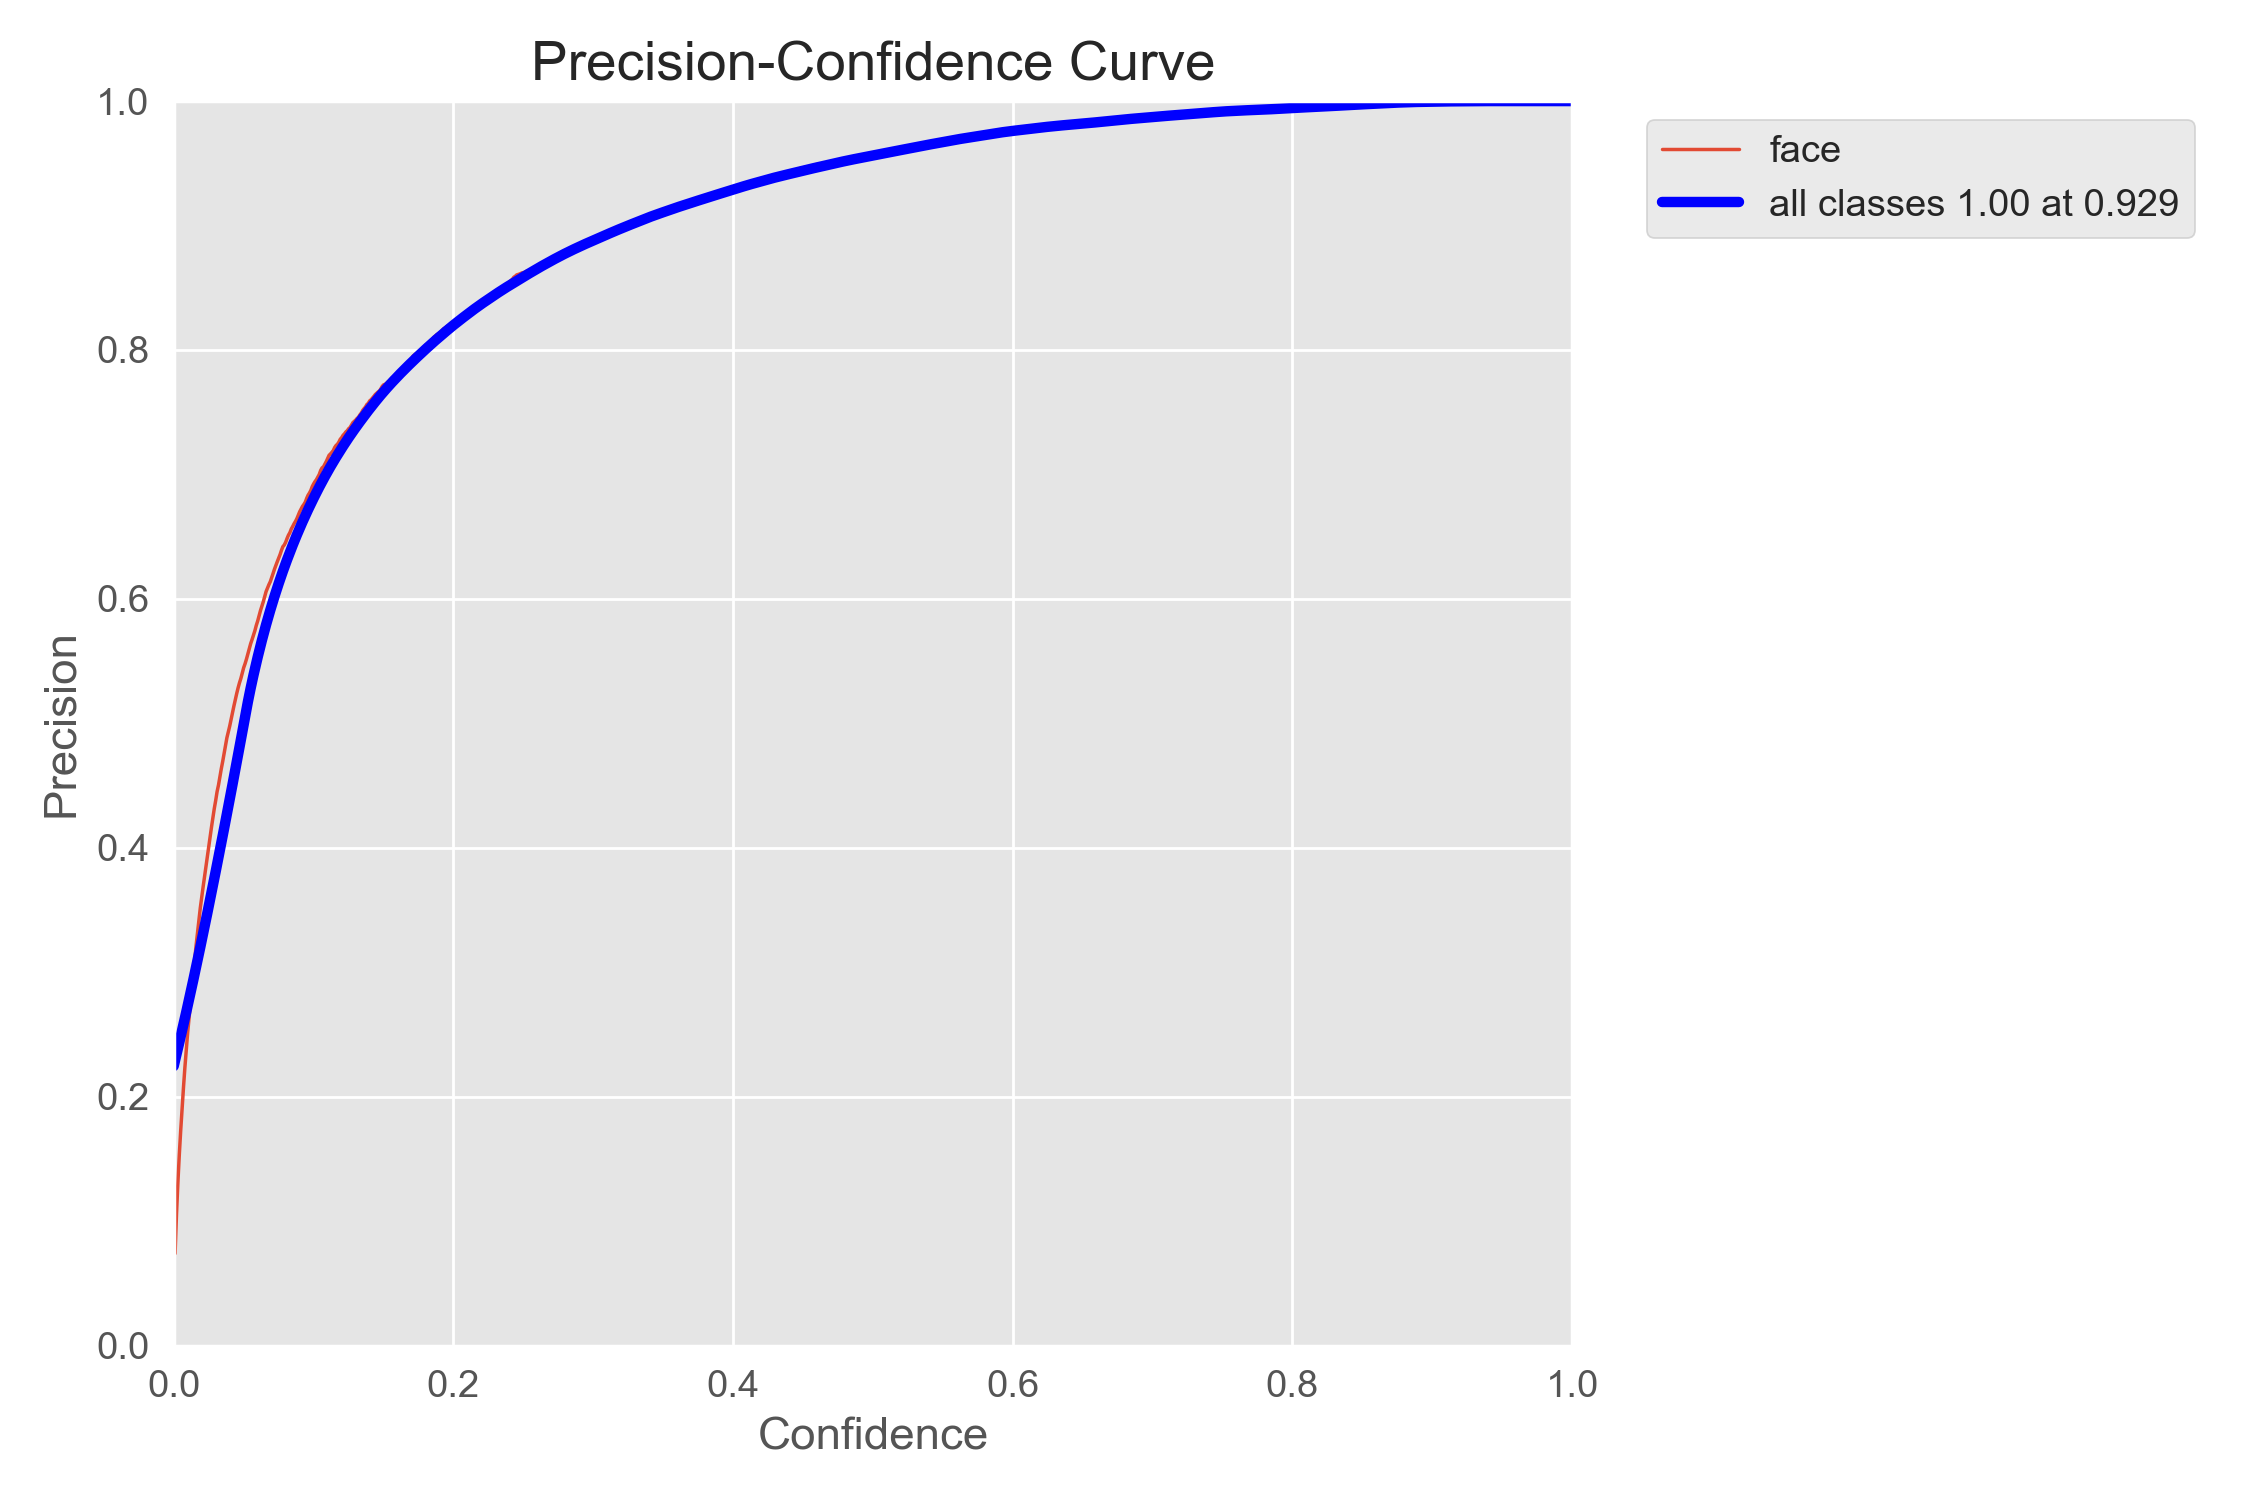 Precision-Confidence Curve
1.0
0.8
0.6
0.4
0.2
0.0
Precision
0.0 0.2 0.4 0.6 0.8 1.0
Confidence
face
all classes 1.00 at 0.929